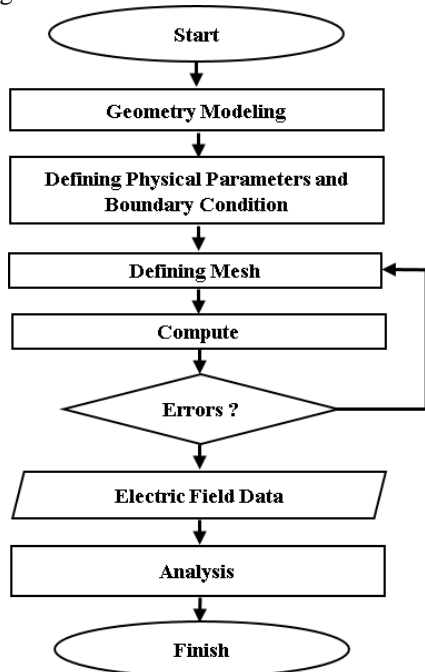 Start
Geometry Modeling
Defining Physical Parameters and
Boundary Condition
Defining Mesh
Compute
Errors ?
Electric Field Data
Analysis
Finish